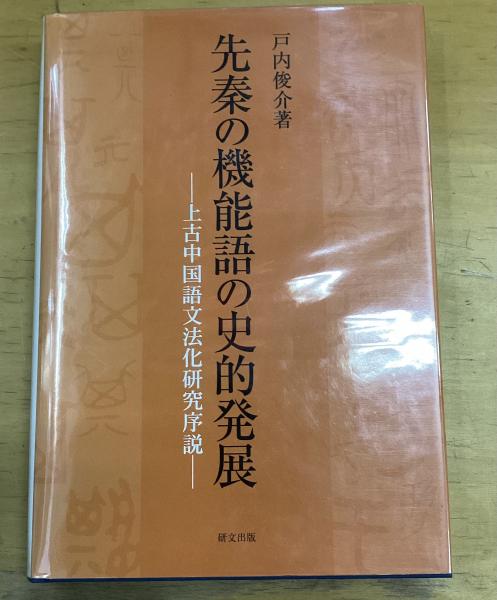 戸内俊介著
先秦の機能語の史的発展
―上古中国語文法化研究序説―
研文出版